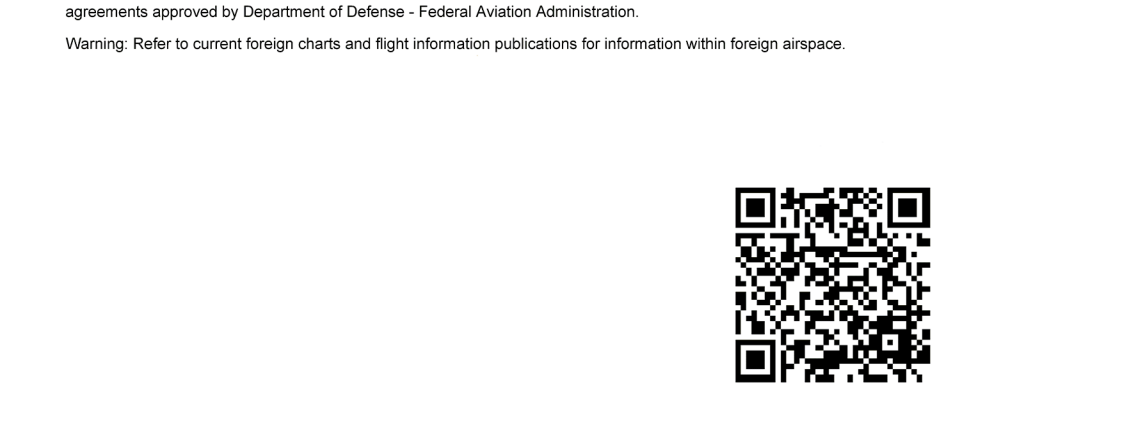 agreements approved by Department of Defense - Federal Aviation Administration.
Warning: Refer to current foreign charts and flight information publications for information within foreign airspace.